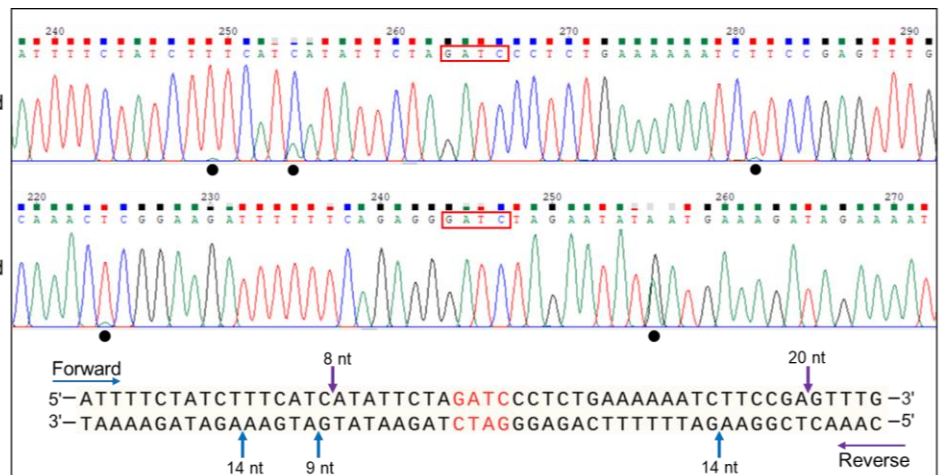 240 250 260 270 280 290
A T T T T C T A T C T T T C A T C A T A T T C T A G A T C C C T C T G A A A A A A T C T T C C G A G T T T G
220 230 240 250 260 270
C A A A C T C G G A A G A T T T T T T C A G A G G G A T C T A G A A T A T A A T G A A A G A T A G A A A A T
Forward 8 nt 20 nt
5'–ATTTTCTATCTTTCATCATATTCTAGATCCCTCTGAAAAAATCTTCCGAGTTTG–3'
3'–TAAAAGATAGAAAGTAGTATAAGATCTAGGGAGACTTTTTTAGAAGGCTCAAAC–5'
14 nt 9 nt 14 nt Reverse